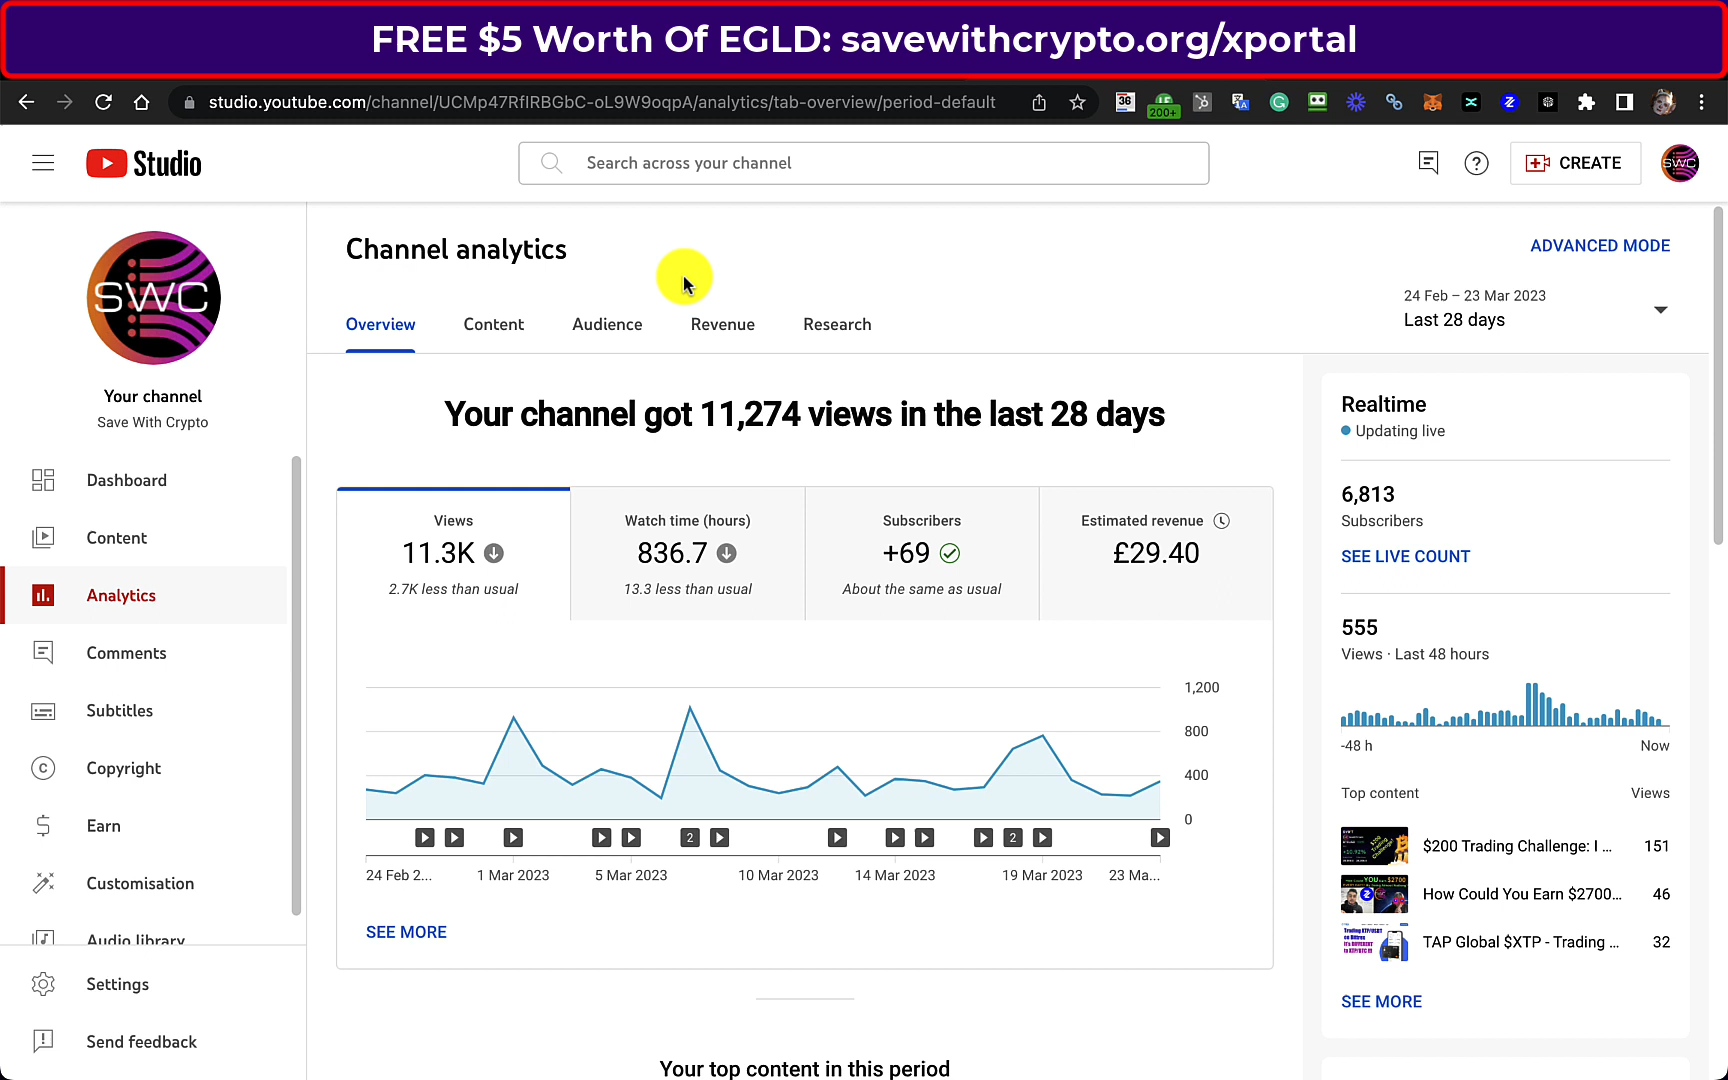 FREE $5 Worth Of EGLD: savewithcrypto.org/xportal
studio.youtube.com/channel/UCMp47RfIRBGbC-oL9W9oqpA/analytics/tab-overview/period-default
36
200+
Studio
Search across your channel
CREATE
SWC
SWC
Your channel
Save With Crypto
Dashboard
Content
Analytics
Comments
Subtitles
Copyright
Earn
Customisation
Audio library
Settings
Send feedback
Channel analytics
ADVANCED MODE
24 Feb – 23 Mar 2023
Last 28 days
Overview
Content
Audience
Revenue
Research
Your channel got 11,274 views in the last 28 days
Views
11.3K
2.7K less than usual
Watch time (hours)
836.7
13.3 less than usual
Subscribers
+69
About the same as usual
Estimated revenue
£29.40
1,200
800
400
0
2
2
24 Feb 2...
1 Mar 2023
5 Mar 2023
10 Mar 2023
14 Mar 2023
19 Mar 2023
23 Ma...
SEE MORE
Your top content in this period
Realtime
Updating live
6,813
Subscribers
SEE LIVE COUNT
555
Views · Last 48 hours
-48 h
Now
Top content
Views
$200 Trading Challenge: I ...
151
How Could You Earn $2700...
46
TAP Global $XTP - Trading ...
32
SEE MORE